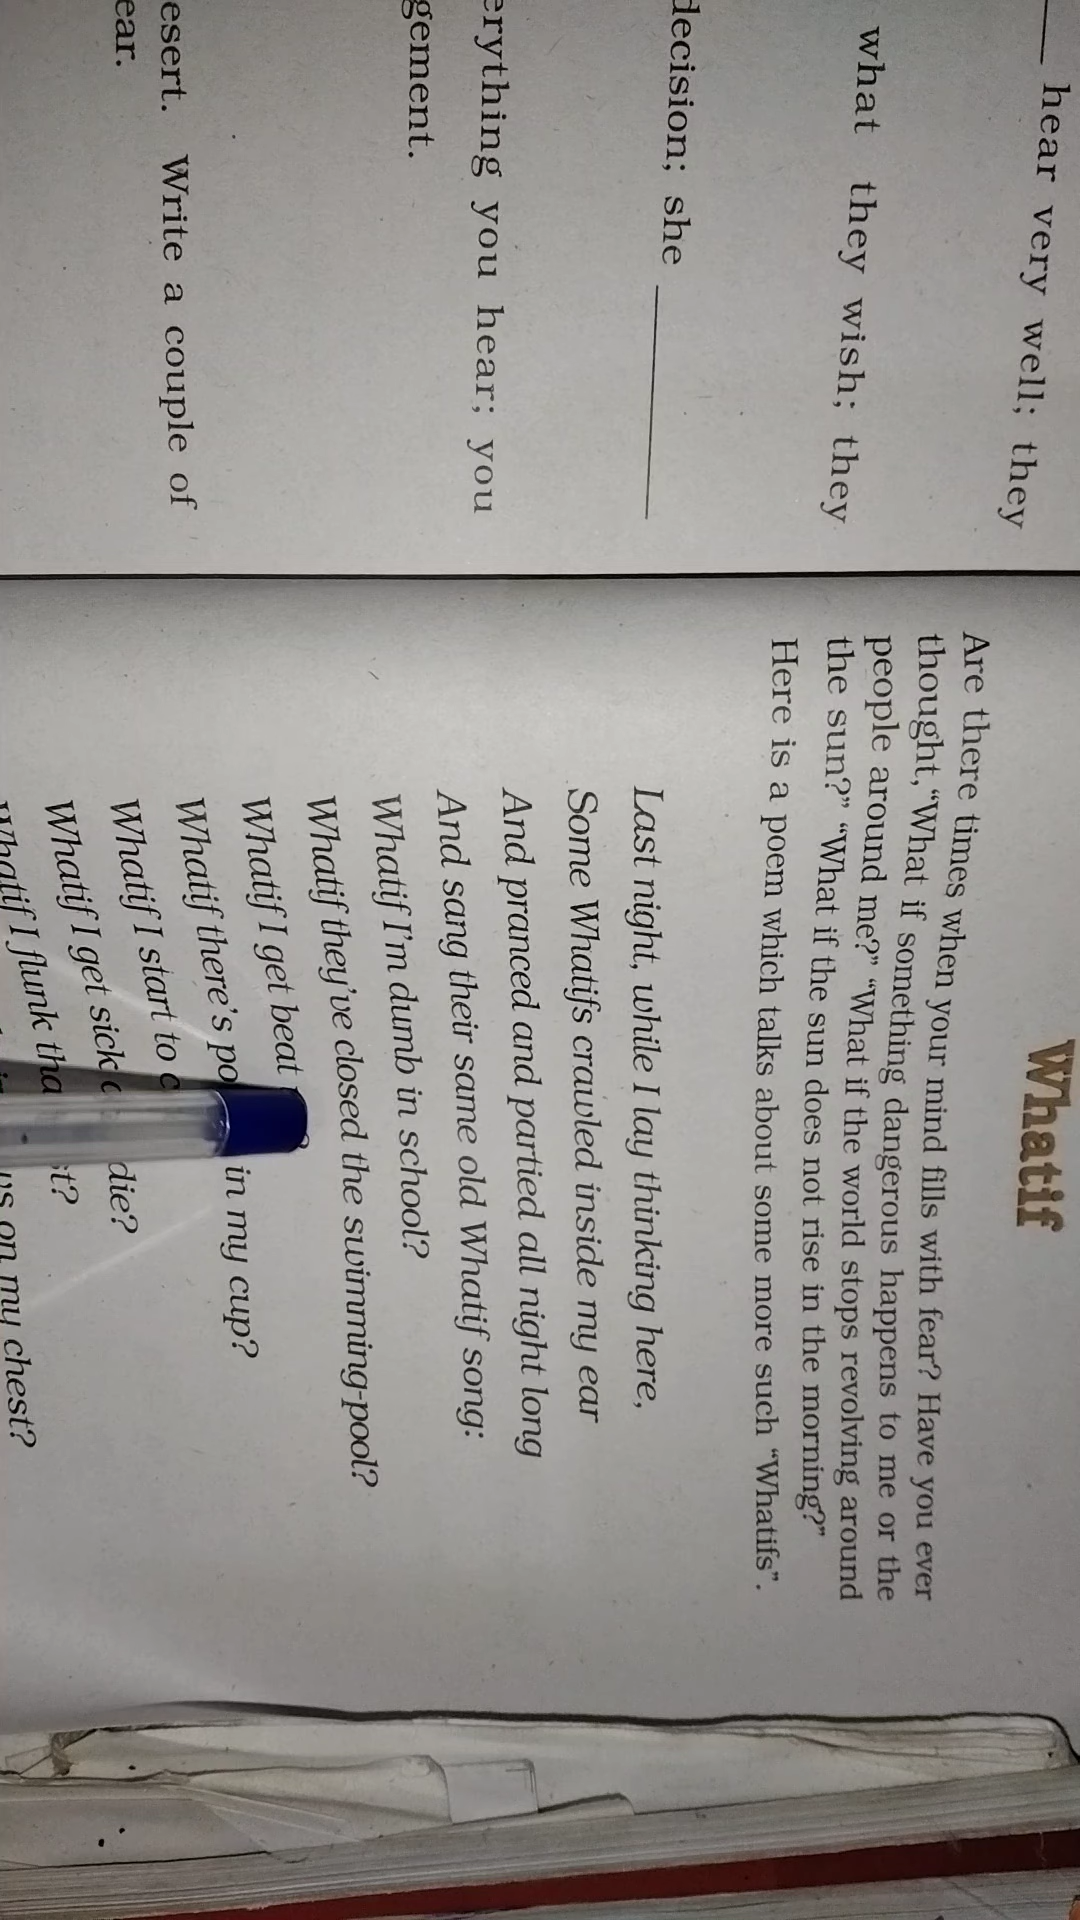 hear very well; they
what they wish; they
decision; she
erything you hear; you
gement.
esert. Write a couple of
ear.
Whatif
Are there times when your mind fills with fear? Have you ever
thought, “What if something dangerous happens to me or the
people around me?” “What if the world stops revolving around
the sun?” “What if the sun does not rise in the morning?”
Here is a poem which talks about some more such “Whatifs”.
Last night, while I lay thinking here,
Some Whatifs crawled inside my ear
And pranced and partied all night long
And sang their same old Whatif song:
Whatif I’m dumb in school?
Whatif they’ve closed the swimming-pool?
Whatif I get beat
Whatif there’s po in my cup?
Whatif I start to c
Whatif I get sick die?
Whatif I flunk tha st?
on my chest?